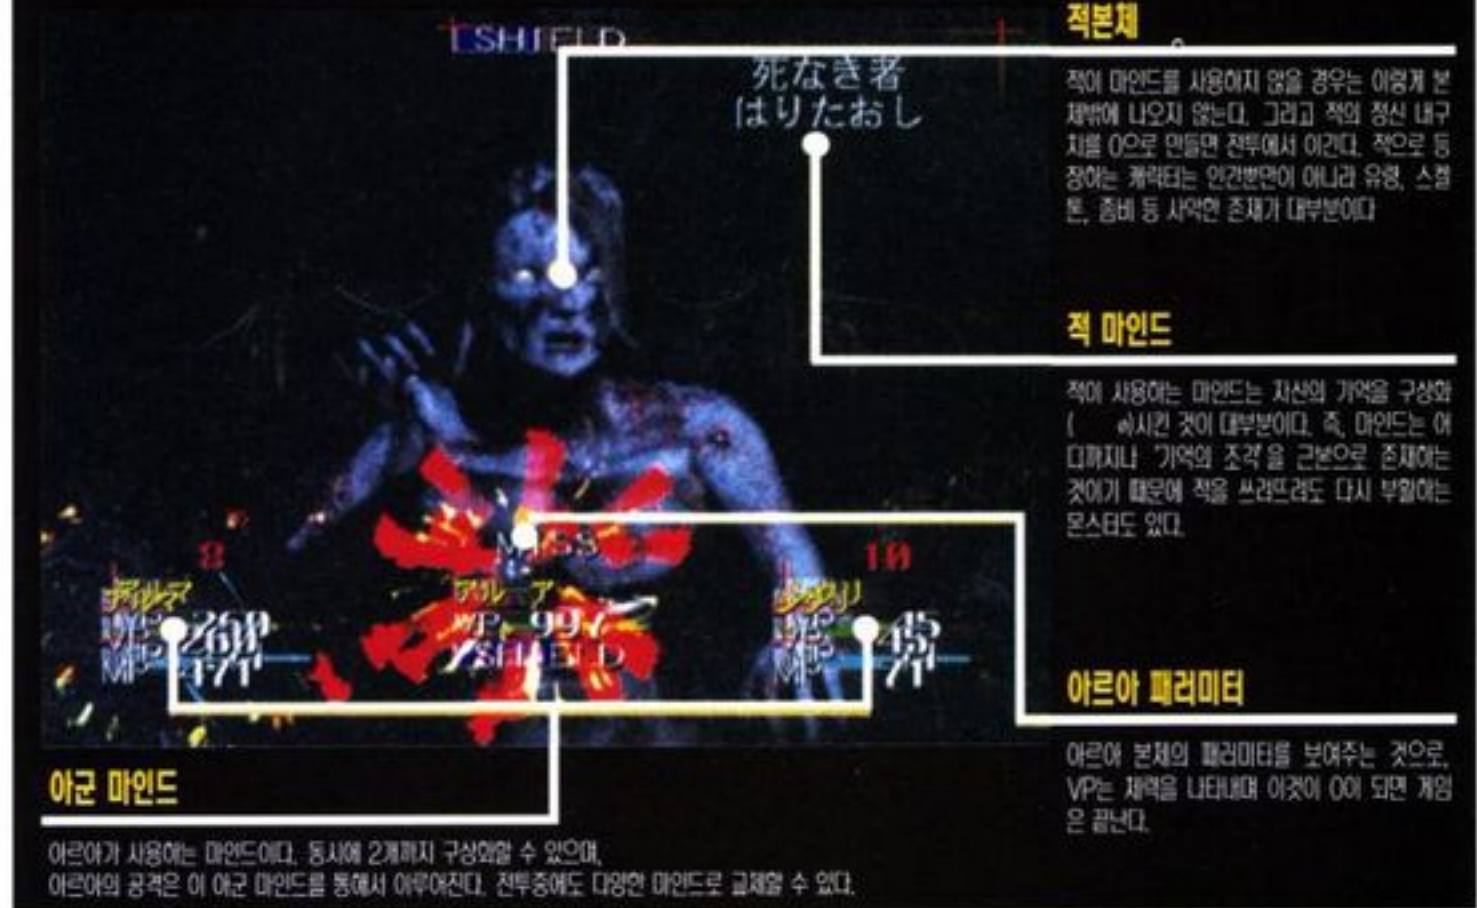 SHIELD
死なき者
はりたおし
적본체
적이 마인드를 사용하지 않을 경우는 이렇게 본
체밖에 나오지 않는다. 그리고 적의 정신 내구
치를 0으로 만들면 전투에서 이긴다. 적으로 등
장하는 캐릭터는 인간뿐만이 아니라 유령, 스켈
톤, 좀비 등 사악한 존재가 대부분이다
적 마인드
적이 사용하는 마인드는 자신의 기억을 구상화
( )시킨 것이 대부분이다. 즉, 마인드는 어
디까지나 '기억의 조각'을 근본으로 존재하는
것이기 때문에 적을 쓰러뜨려도 다시 부활하는
몬스터도 있다.
8
MISS
10
アルーア
VP 997
SHIELD
MP
MP
아르아 패러미터
아르아 본체의 패러미터를 보여주는 것으로,
VP는 체력을 나타내며 이것이 0이 되면 게임
은 끝난다.
아군 마인드
아르아가 사용하는 마인드이다. 동시에 2개까지 구상화할 수 있으며,
아르아의 공격은 이 아군 마인드를 통해서 이루어진다. 전투중에도 다양한 마인드로 교체할 수 있다.